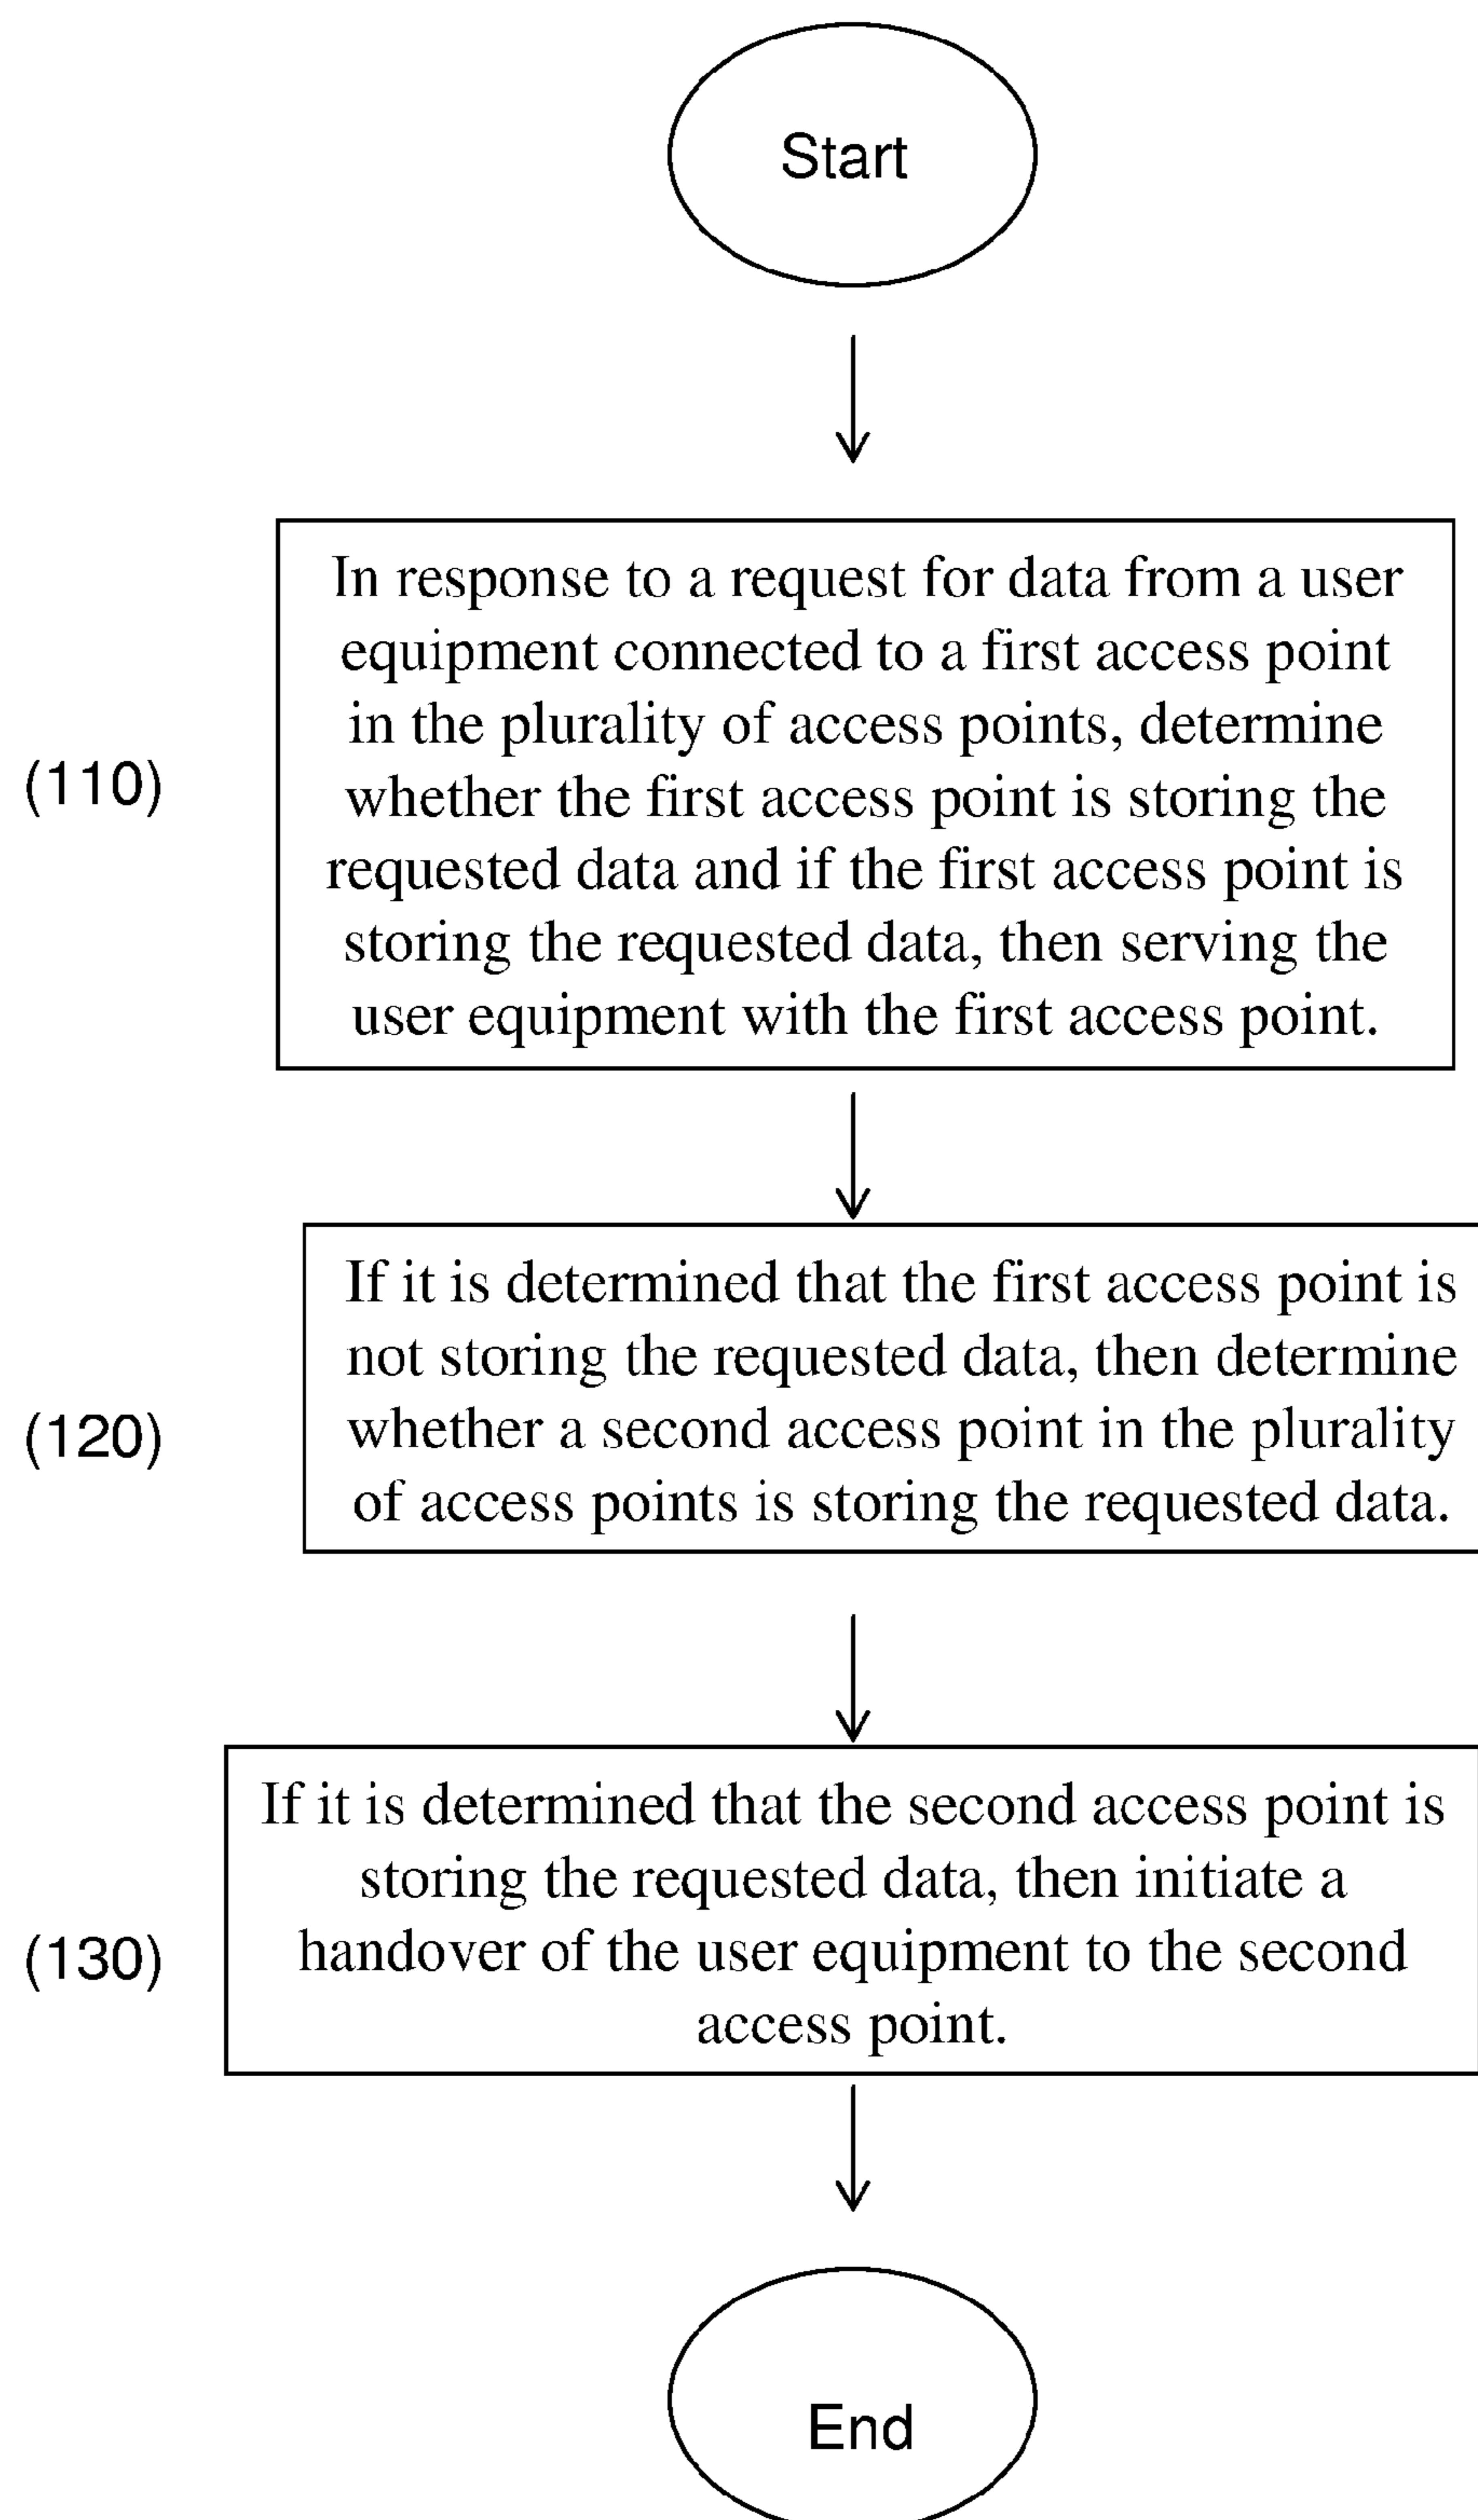 Start
In response to a request for data from a user
equipment connected to a first access point
in the plurality of access points, determine
whether the first access point is storing the
requested data and if the first access point is
storing the requested data, then serving the
user equipment with the first access point.
(110)
If it is determined that the first access point is
not storing the requested data, then determine
whether a second access point in the plurality
of access points is storing the requested data.
(120)
If it is determined that the second access point is
storing the requested data, then initiate a
handover of the user equipment to the second
access point.
(130)
End